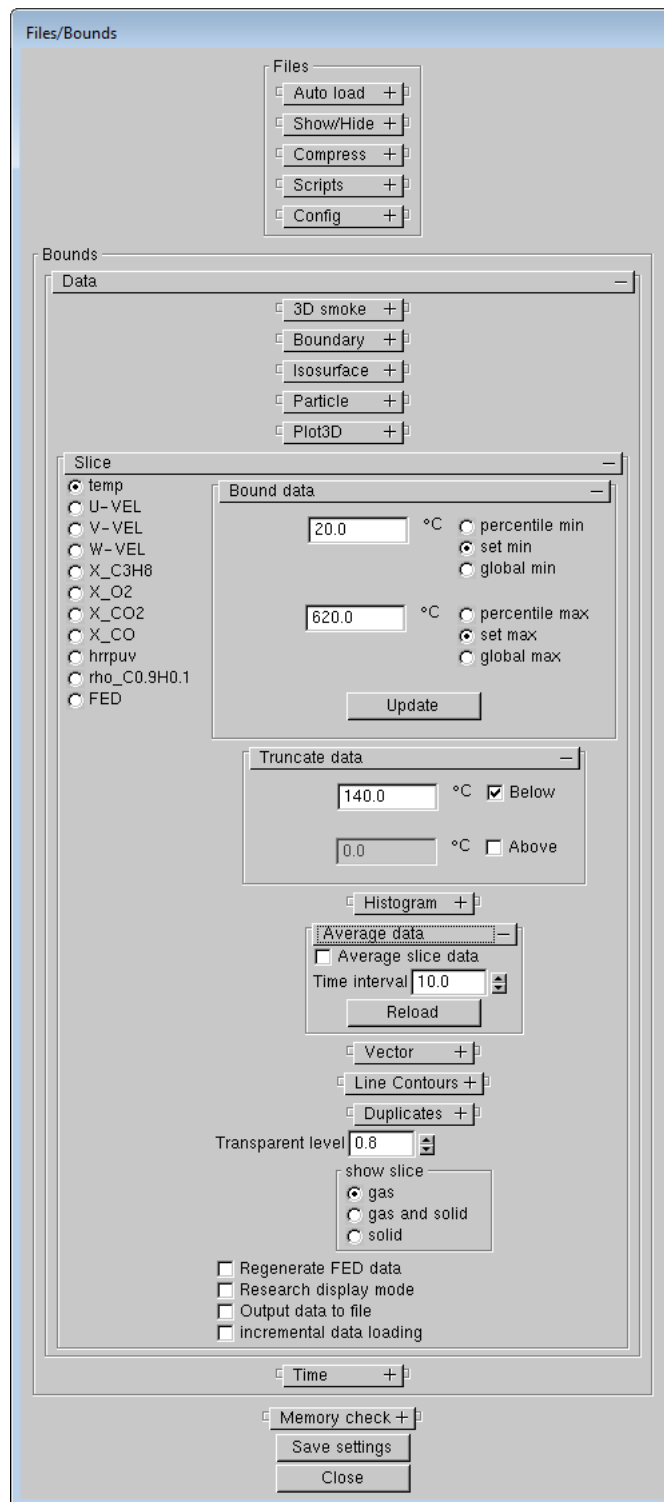 Files/Bounds
Files
Auto load +
Show/Hide +
Compress +
Scripts +
Config +
Bounds
Data −
3D smoke +
Boundary +
Isosurface +
Particle +
Plot3D +
Slice −
temp
U-VEL
V-VEL
W-VEL
X_C3H8
X_O2
X_CO2
X_CO
hrrpuv
rho_C0.9H0.1
FED
Bound data −
20.0 °C percentile min
set min
global min
620.0 °C percentile max
set max
global max
Update
Truncate data −
140.0 °C Below
0.0 °C Above
Histogram +
Average data −
Average slice data
Time interval 10.0
Reload
Vector +
Line Contours +
Duplicates +
Transparent level 0.8
show slice
gas
gas and solid
solid
Regenerate FED data
Research display mode
Output data to file
incremental data loading
Time +
Memory check +
Save settings
Close